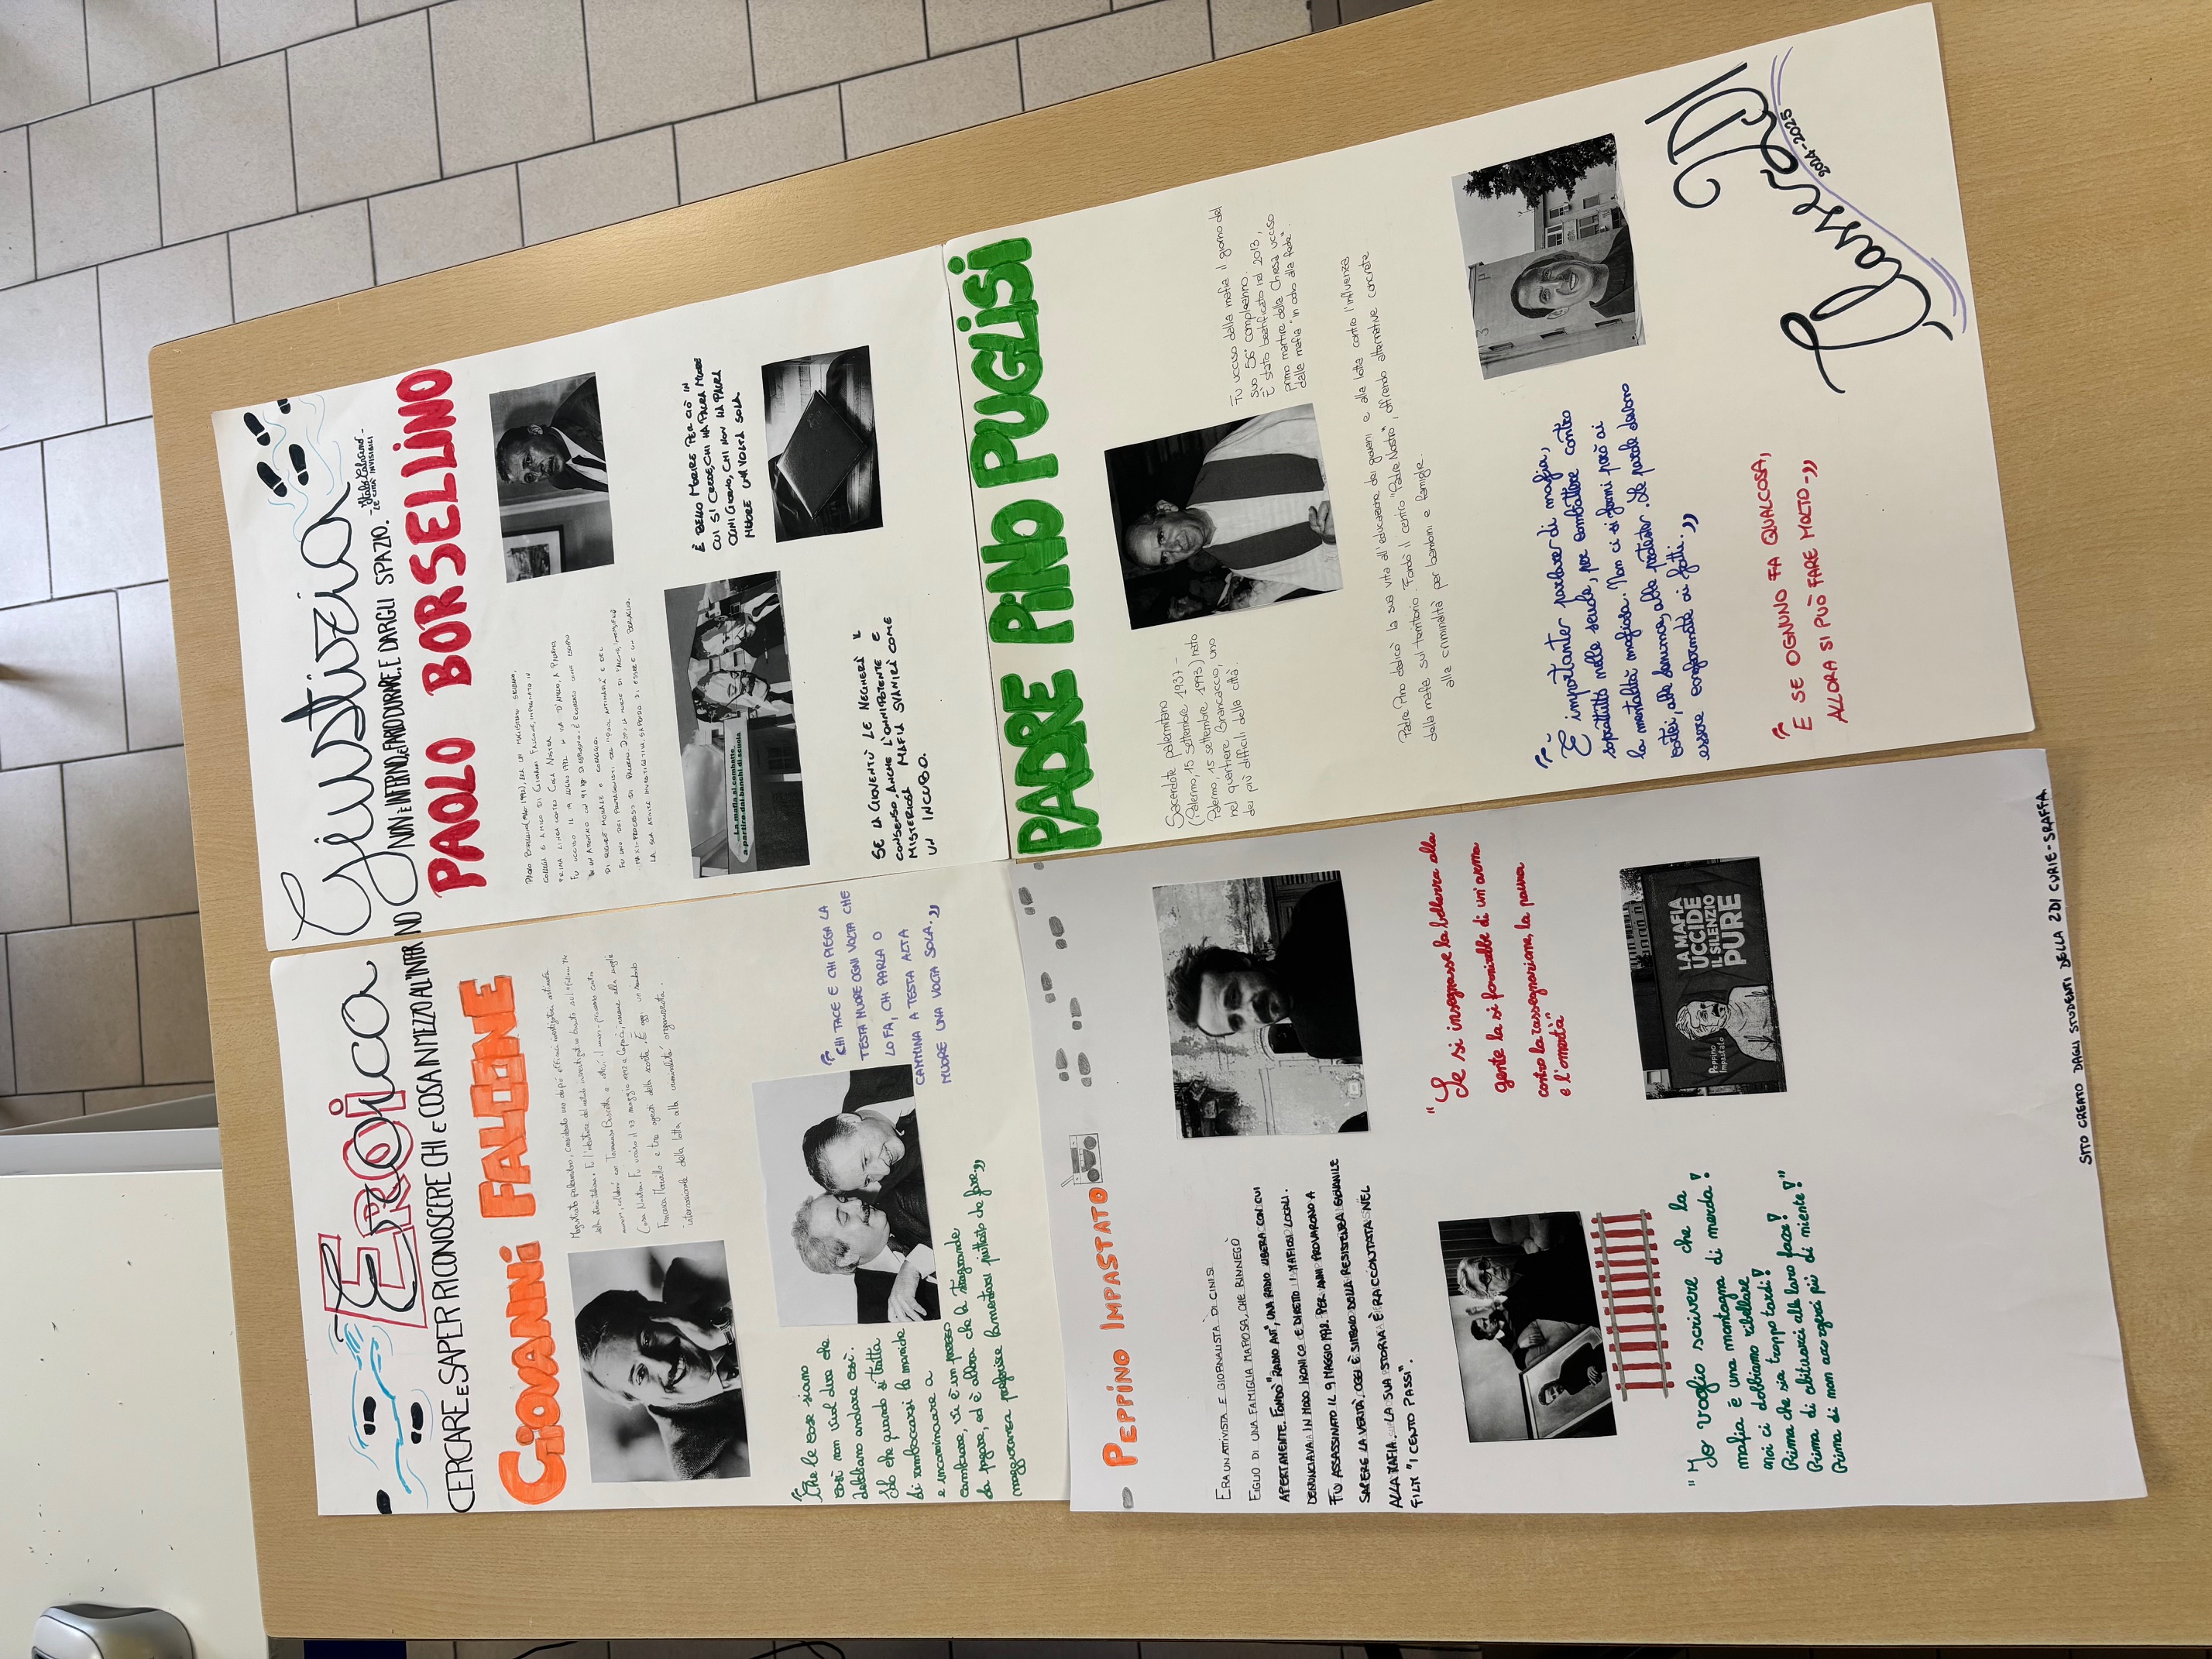 Eroica Giustizia
EROI
CERCARE E SAPER RICONOSCERE CHI E COSA IN MEZZO ALL'INFERNO NON È INFERNO, E FARLO DURARE, E DARGLI SPAZIO.
- Italo Calvino -
LE CITTÀ INVISIBILI
GIOVANNI FALCONE
Magistrato palermitano, considerato uno dei più efficaci investigatori antimafia
della storia italiana. Fu l'ideatore del metodo investigativo basato sul "Follow The
money", collaborò con Tommaso Buscetta e istruì il maxi-processo contro
Cosa Nostra. Fu ucciso il 23 maggio 1992 a Capaci, insieme alla moglie
Francesca Morvillo e tre agenti della scorta. È oggi un simbolo
internazionale della lotta alla criminalità organizzata.
"Che le cose siano
così non vuol dire che
debbano andare così.
Solo che quando si tratta
di rimboccarsi le maniche
e incominciare a
cambiare, vi è un prezzo
da pagare, ed è allora che la stragrande
maggioranza preferisce lamentarsi piuttosto che fare."
"CHI TACE E CHI PIEGA LA
TESTA MUORE OGNI VOLTA CHE
LO FA, CHI PARLA O
CAMMINA A TESTA ALTA
MUORE UNA VOLTA SOLA."
PAOLO BORSELLINO
PAOLO BORSELLINO (1940-1992), ERA UN MAGISTRATO SICILIANO,
COLLEGA E AMICO DI GIOVANNI FALCONE, IMPEGNATO IN
PRIMA LINEA CONTRO COSA NOSTRA.
FU UCCISO IL 19 LUGLIO 1992 IN VIA D'AMELIO, A PALERMO,
IN UN ATTENTATO CON 91 KG DI ESPLOSIVO. È RICORDATO COME ESEMPIO
DI RIGORE MORALE E CORAGGIO.
FU UNO DEI PROTAGONISTI DEL "POOL ANTIMAFIA" E DEL
MAXI-PROCESSO DI PALERMO. DOPO LA MORTE DI FALCONE, INTENSIFICÒ
LA SUA ATTIVITÀ INVESTIGATIVA, SAPENDO DI ESSERE UN BERSAGLIO.
La mafia si combatte
a partire dai banchi di scuola
È BELLO MORIRE PER CIÒ IN
CUI SI CREDE, CHI HA PAURA MUORE
OGNI GIORNO, CHI NON HA PAURA
MUORE UNA VOLTA SOLA
SE LA GIOVENTÙ LE NEGHERÀ IL
CONSENSO, ANCHE L'ONNIPOTENTE E
MISTERIOSA MAFIA SVANIRÀ COME
UN INCUBO.
PEPPINO IMPASTATO
ERA UN ATTIVISTA E GIORNALISTA DI CINISI
FIGLIO DI UNA FAMIGLIA MAFIOSA, CHE RINNEGÒ
APERTAMENTE. FONDÒ "RADIO AUT", UNA RADIO LIBERA CON CUI
DENUNCIAVA IN MODO IRONICO E DIRETTO I MAFIOSI LOCALI.
FU ASSASSINATO IL 9 MAGGIO 1978. PER ANNI PROVARONO A
SAPERE LA VERITÀ, OGGI È SIMBOLO DELLA RESISTENZA GIOVANILE
ALLA MAFIA. LA SUA STORIA È RACCONTATA NEL
FILM "I CENTO PASSI".
"Se si insegnasse la bellezza alla
gente la si fornirebbe di un'arma
contro la rassegnazione, la paura
e l'omertà"
"Io voglio scrivere che la
mafia è una montagna di merda!
noi ci dobbiamo ribellare
Prima che sia troppo tardi!
Prima di abituarci alle loro facce!
Prima di non accorgerci più di niente!"
Peppino
Impastato
LA MAFIA
UCCIDE
IL SILENZIO
PURE
SITO CREATO DAGLI STUDENTI DELLA 2DI CURIE-SRAFFA
PADRE PINO PUGLISI
Sacerdote palermitano
(Palermo, 15 settembre 1937 -
Palermo, 15 settembre 1993) nato
nel quartiere Brancaccio, uno
dei più difficili della città.
Fu ucciso dalla mafia il giorno del
suo 56° compleanno.
È stato beatificato nel 2013,
primo martire della Chiesa ucciso
dalla mafia "in odio alla fede".
Padre Pino dedicò la sua vita all'educazione dei giovani e alla lotta contro l'influenza
della mafia sul territorio. Fondò il centro "Padre Nostro", offrendo alternative concrete
alla criminalità per bambini e famiglie.
"È importante parlare di mafia,
soprattutto nelle scuole, per combattere contro
la mentalità mafiosa. Non ci si fermi però ai
cortei, alle denunce, alle proteste. Le parole devono
essere confermate ai fatti."
"E SE OGNUNO FA QUALCOSA,
ALLORA SI PUÒ FARE MOLTO-"
Classe 2DI
2024-2025